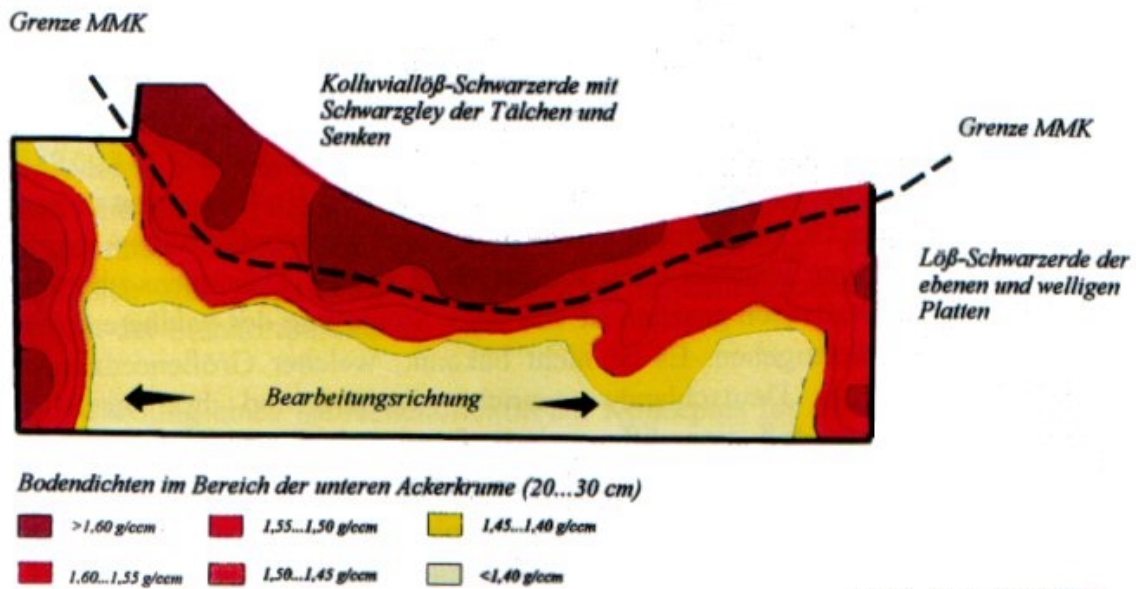 Grenze MMK
Kolluviallöß-Schwarzerde mit
Schwarzgley der Tälchen und
Senken
Grenze MMK
Löß-Schwarzerde der
ebenen und welligen
Platten
Bearbeitungsrichtung
Bodendichten im Bereich der unteren Ackerkrume (20...30 cm)
>1,60 g/ccm
1,55...1,50 g/ccm
1,45...1,40 g/ccm
1,60...1,55 g/ccm
1,50...1,45 g/ccm
<1,40 g/ccm